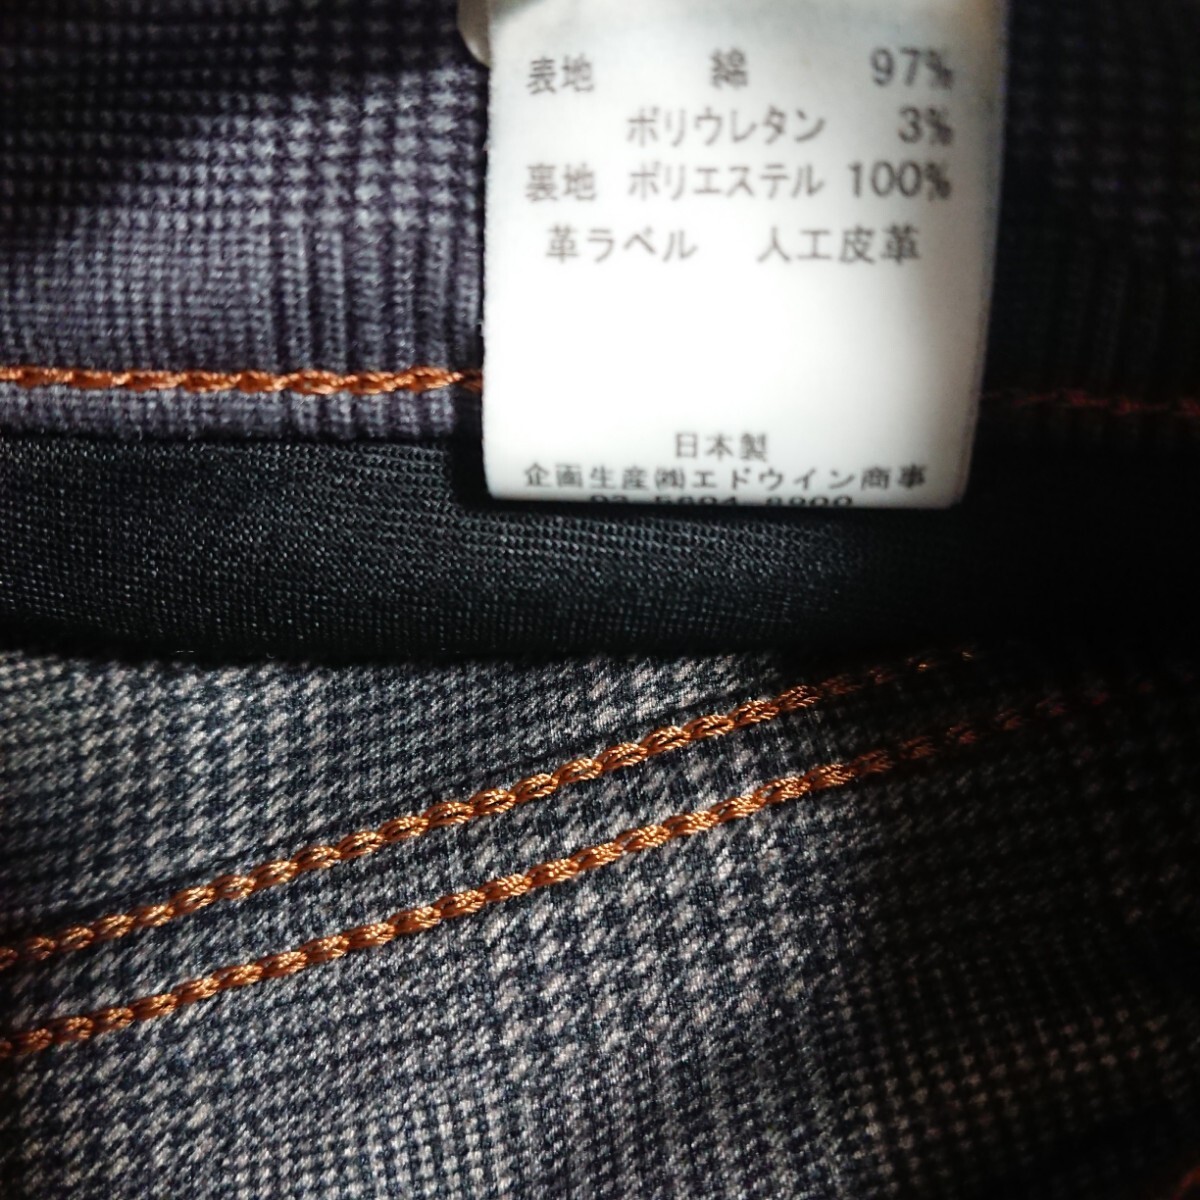 表地 綿 97%
ポリウレタン 3%
裏地 ポリエステル 100%
革ラベル 人工皮革
日本製
企画生産㈱エドウイン商事